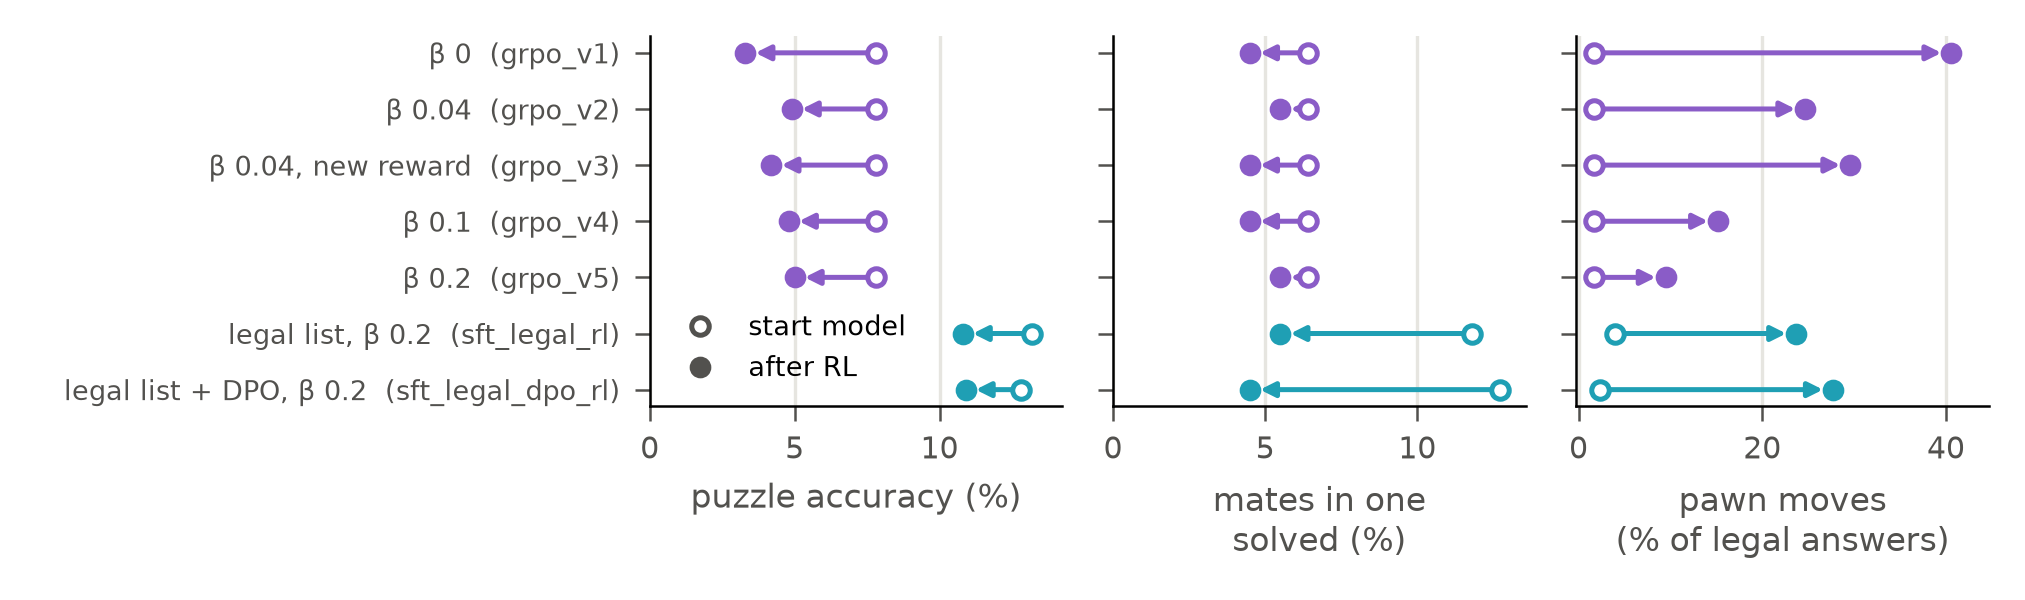 β 0 (grpo_v1)
β 0.04 (grpo_v2)
β 0.04, new reward (grpo_v3)
β 0.1 (grpo_v4)
β 0.2 (grpo_v5)
legal list, β 0.2 (sft_legal_rl)
legal list + DPO, β 0.2 (sft_legal_dpo_rl)
start model
after RL
0 5 10
puzzle accuracy (%)
0 5 10
mates in one
solved (%)
0 20 40
pawn moves
(% of legal answers)